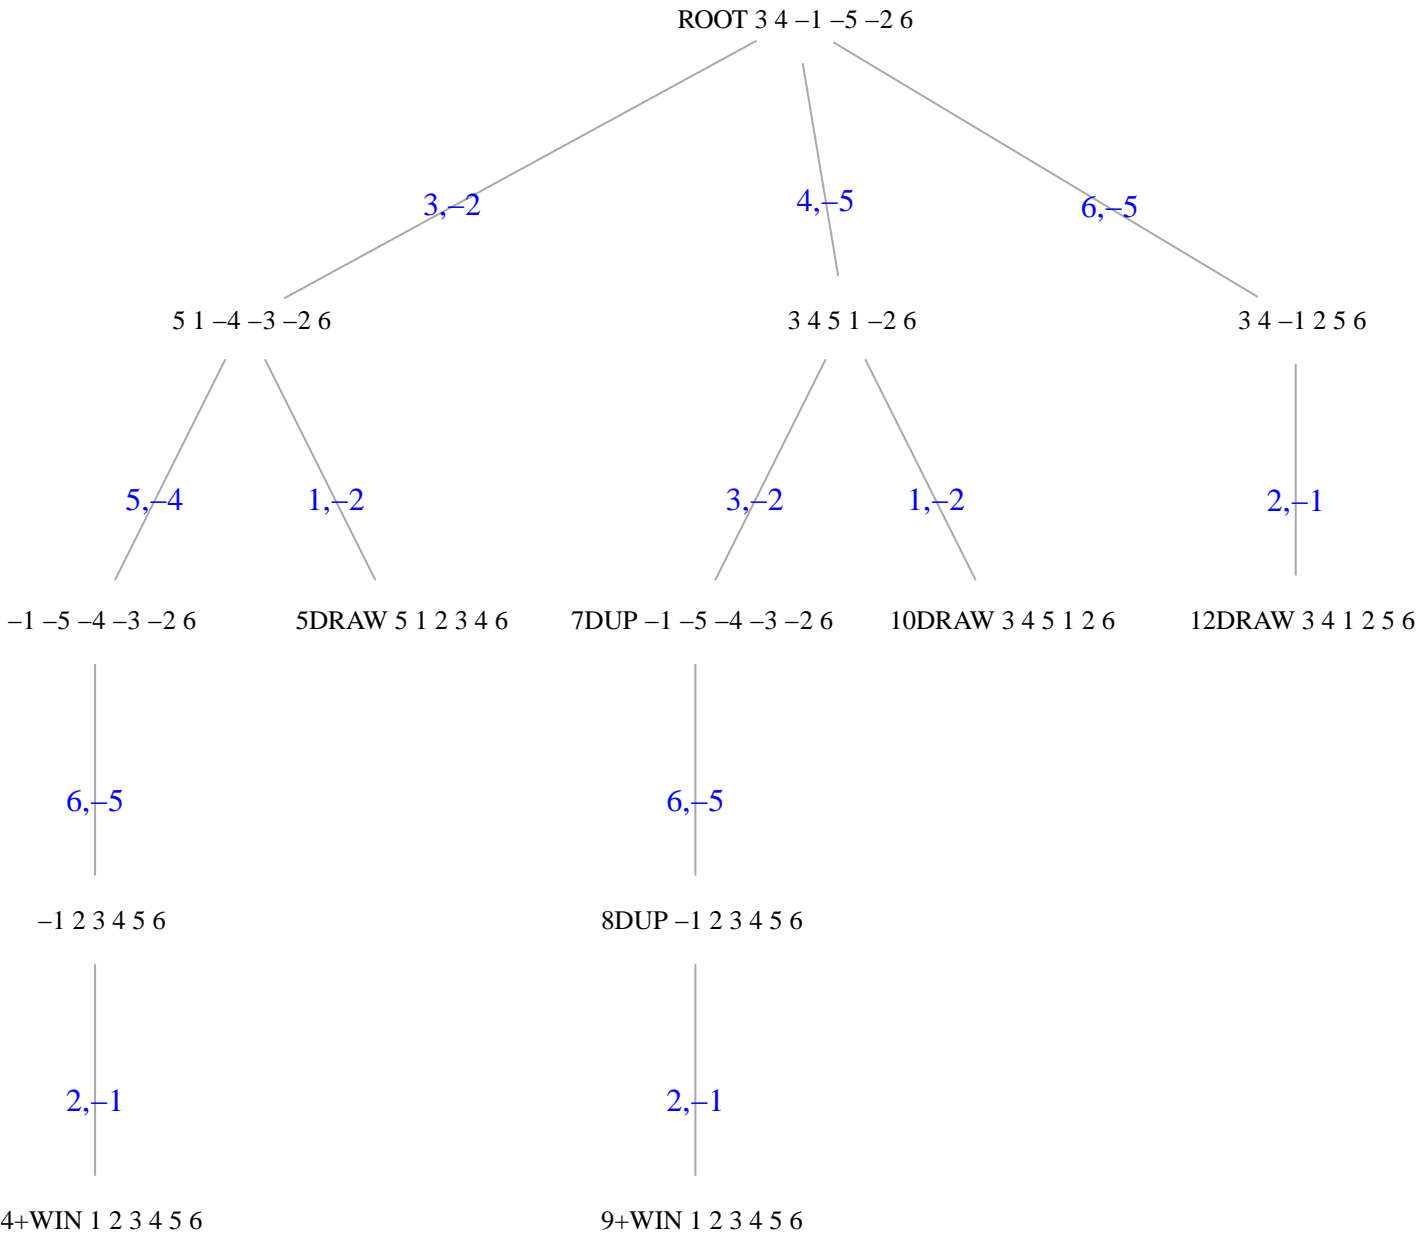 ROOT 3 4 –1 –5 –2 6
3,–2
4,–5
6,–5
5 1 –4 –3 –2 6
3 4 5 1 –2 6
3 4 –1 2 5 6
5,–4
1,–2
3,–2
1,–2
2,–1
–1 –5 –4 –3 –2 6
5DRAW 5 1 2 3 4 6
7DUP –1 –5 –4 –3 –2 6
10DRAW 3 4 5 1 2 6
12DRAW 3 4 1 2 5 6
6,–5
6,–5
–1 2 3 4 5 6
8DUP –1 2 3 4 5 6
2,–1
2,–1
4+WIN 1 2 3 4 5 6
9+WIN 1 2 3 4 5 6